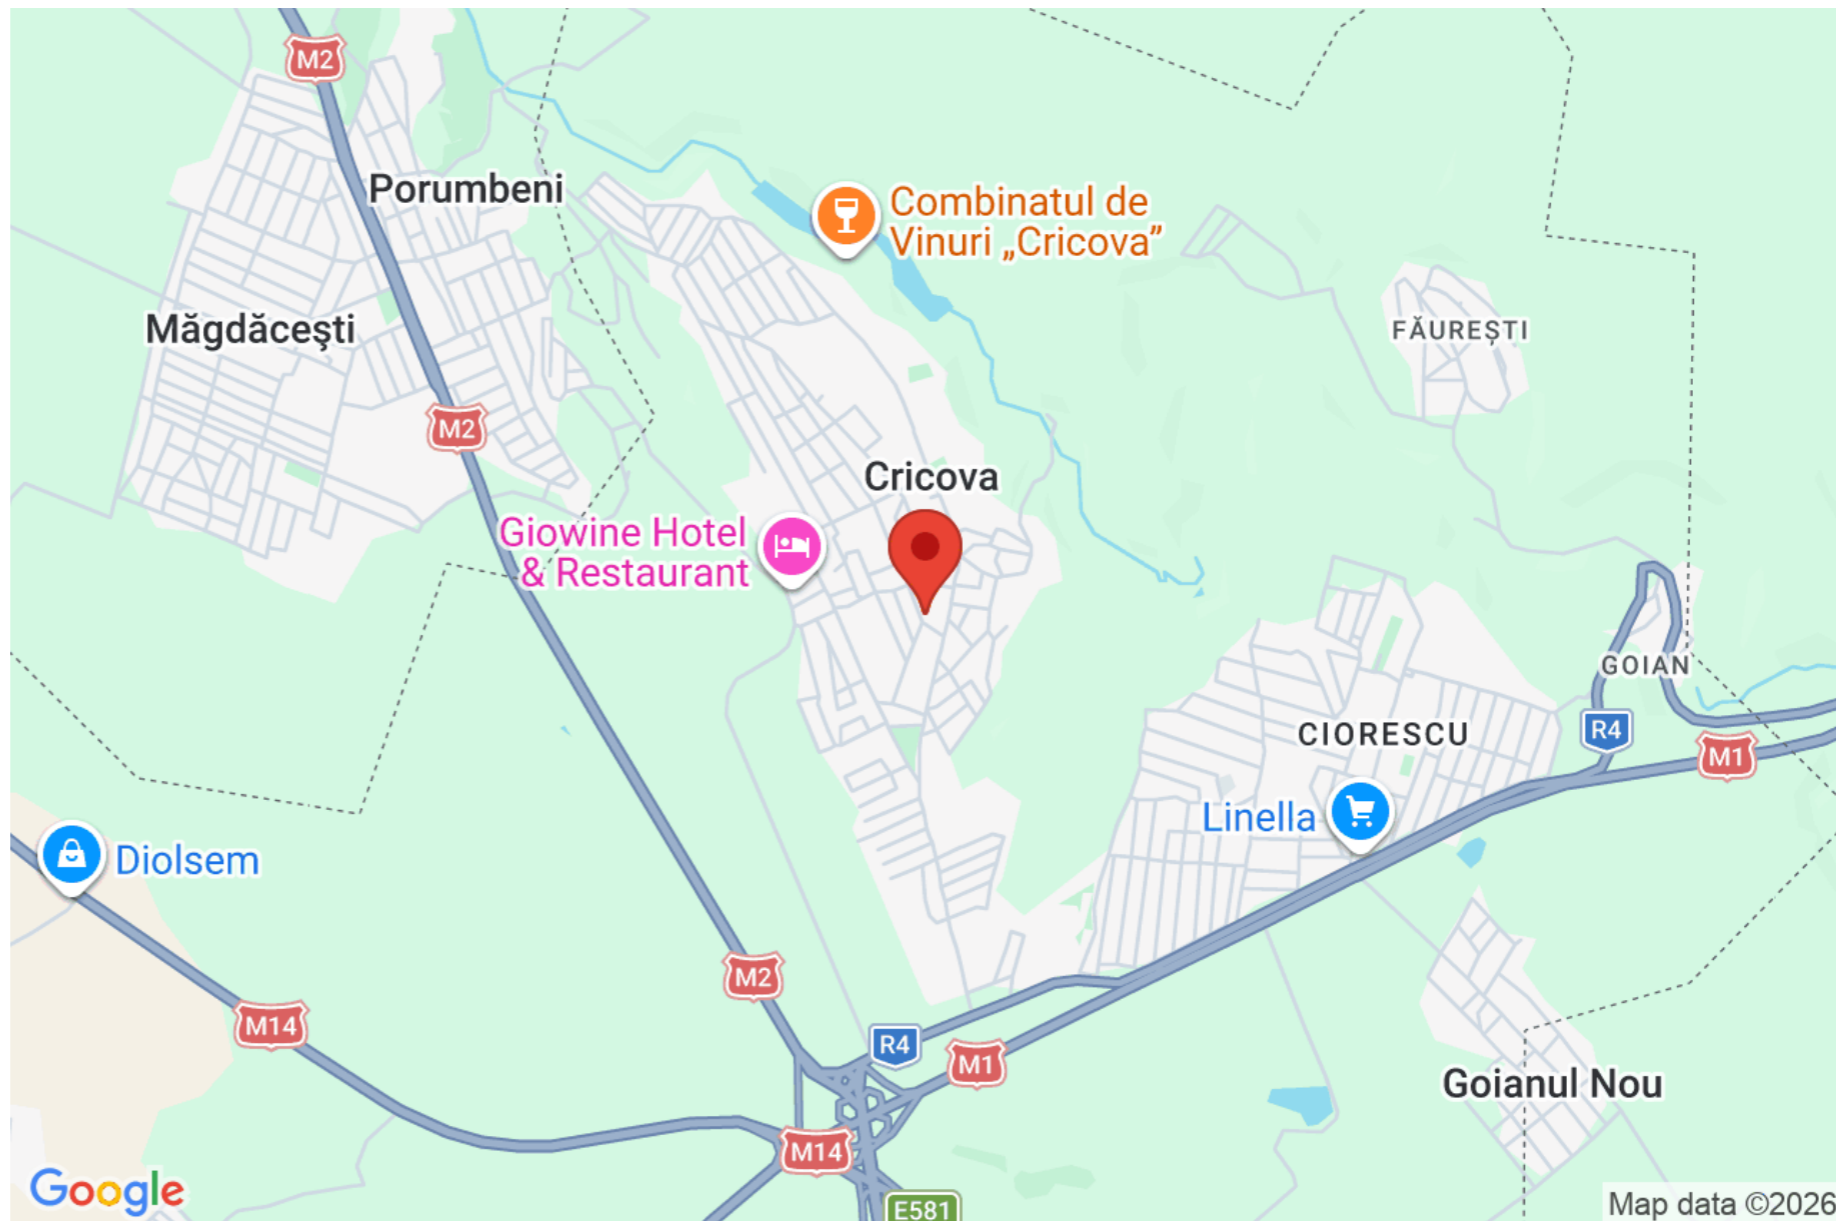 M2
Porumbeni
Combinatul de
Vinuri „Cricova”
Măgdăceşti
FĂUREȘTI
M2
Cricova
Giowine Hotel
& Restaurant
GOIAN
CIORESCU
R4
M1
Linella
Diolsem
M2
M14
R4
M1
Goianul Nou
M14
Google
E581
Map data ©2026